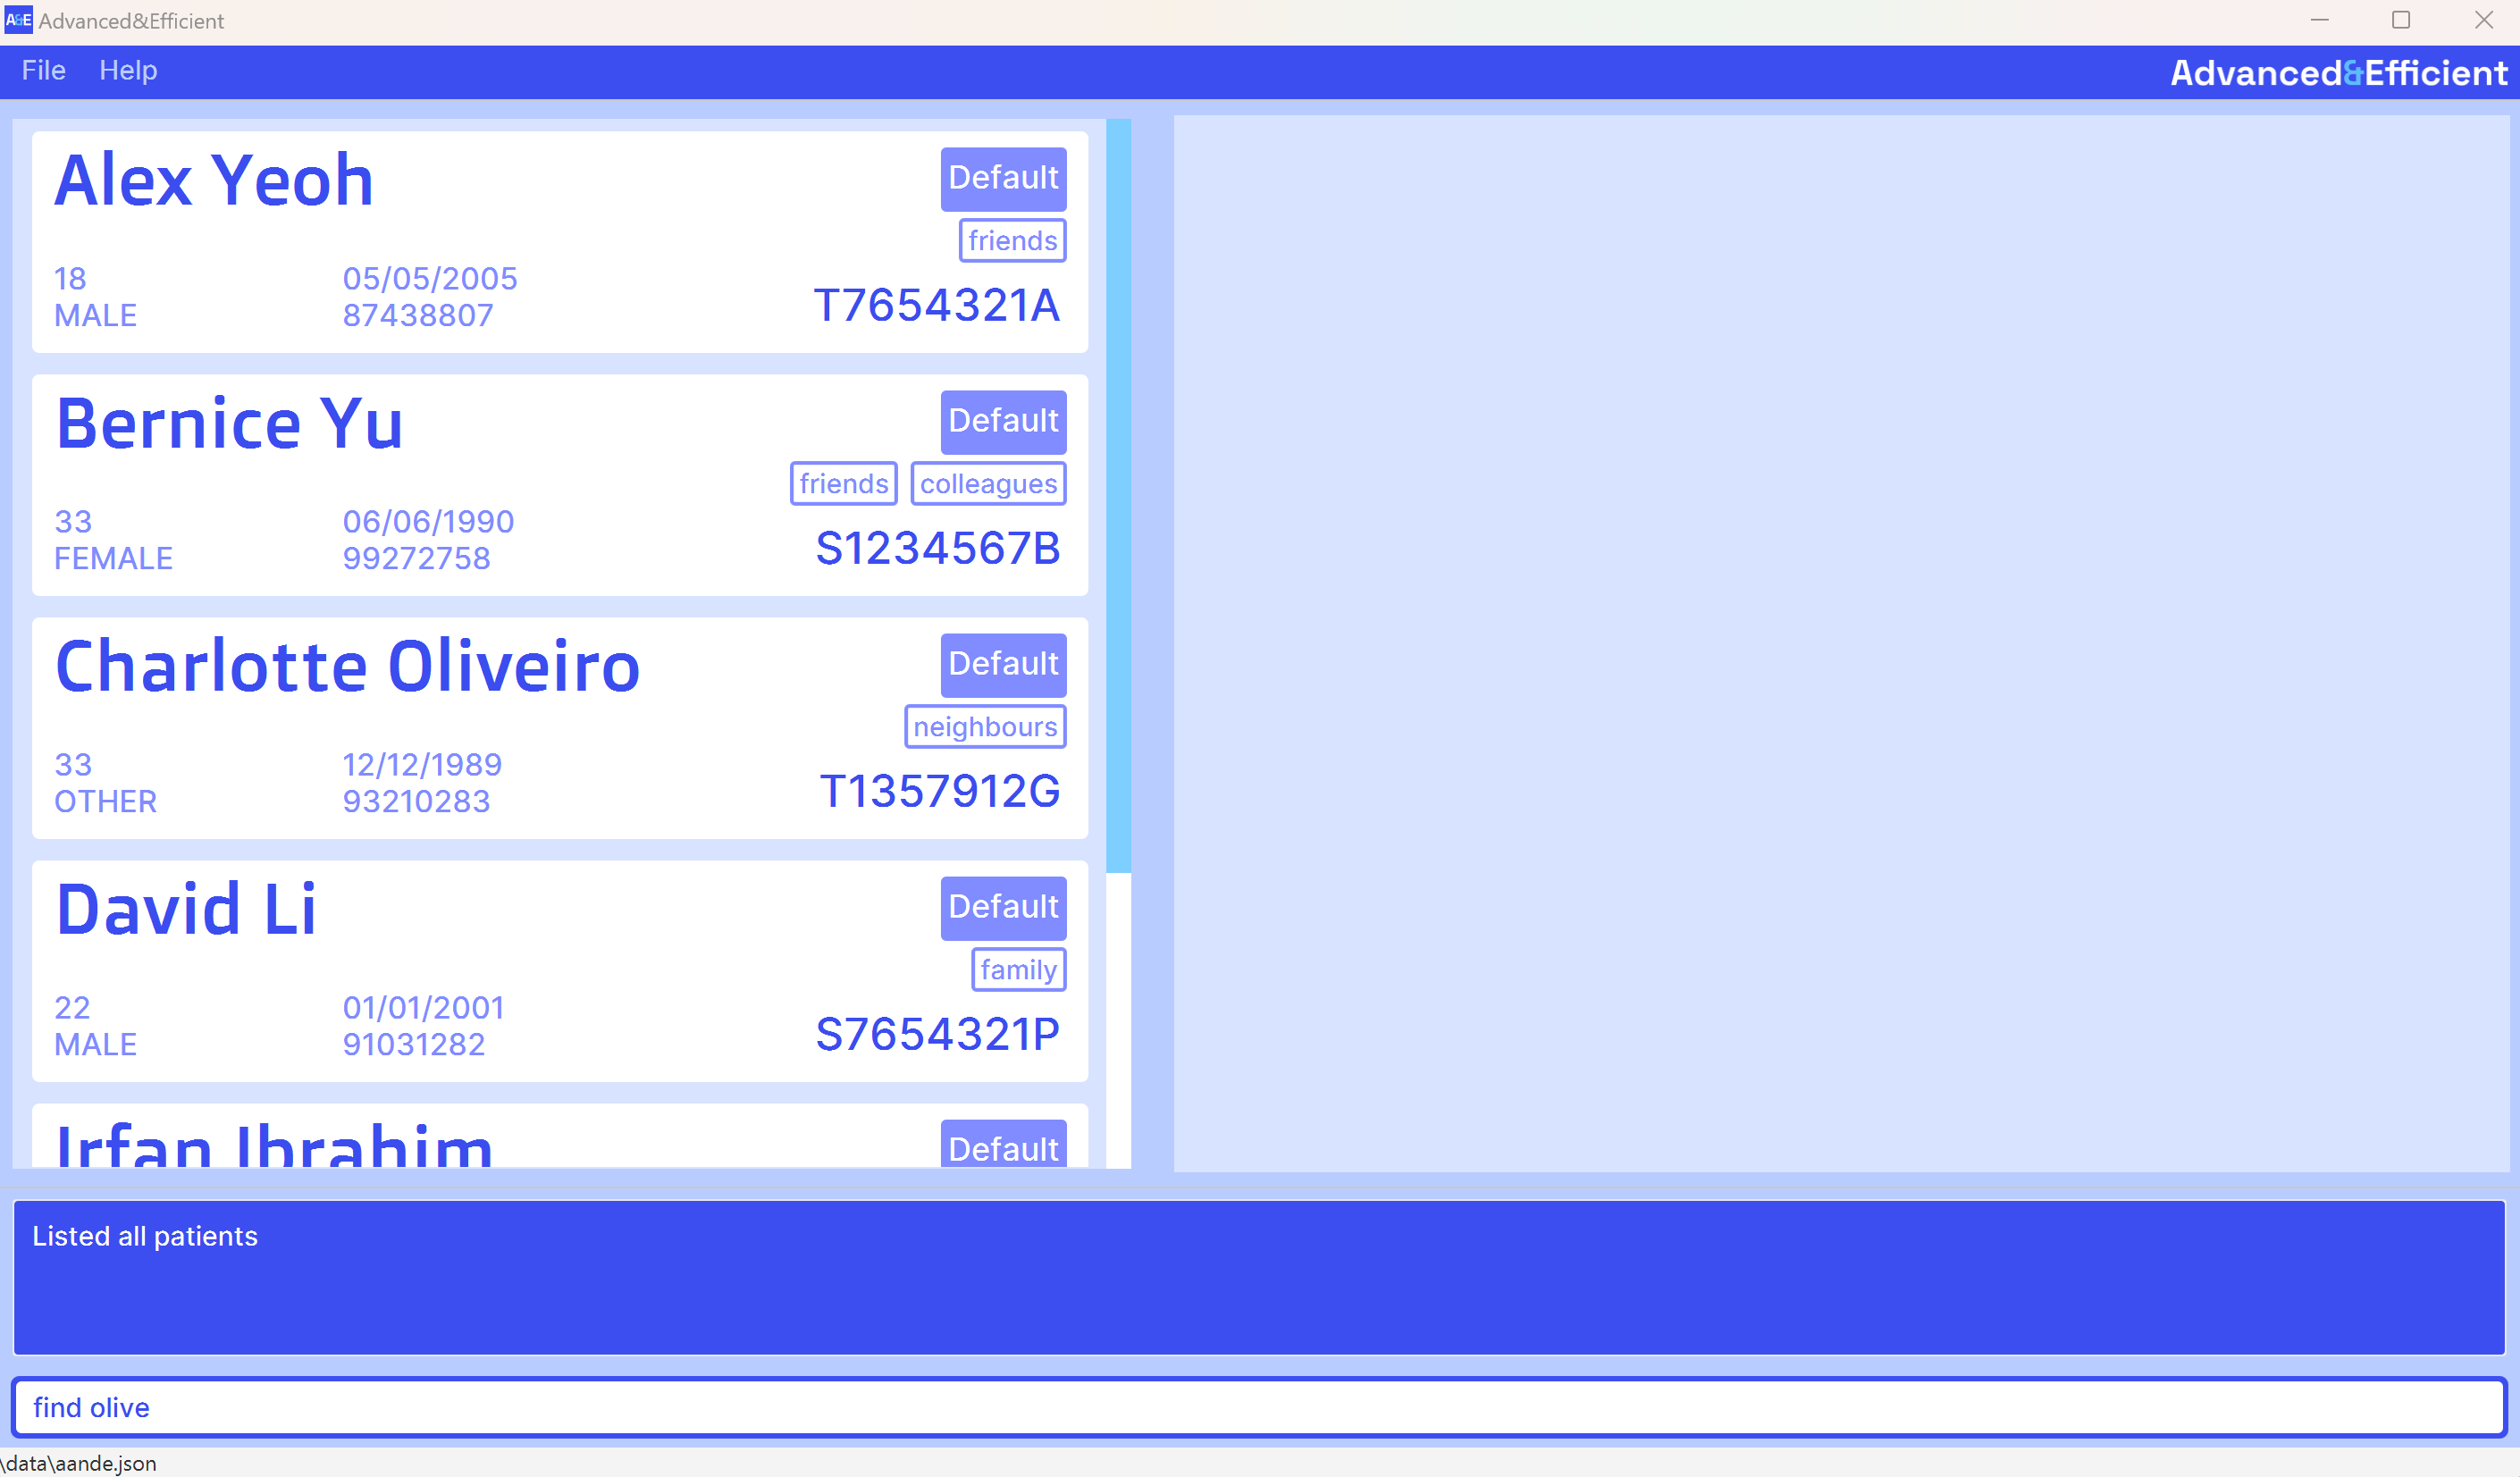 A&E Advanced&Efficient
File Help
Advanced&Efficient
Alex Yeoh
Default
friends
18
05/05/2005
MALE
87438807
T7654321A
Bernice Yu
Default
friends colleagues
33
06/06/1990
FEMALE
99272758
S1234567B
Charlotte Oliveiro
Default
neighbours
33
12/12/1989
OTHER
93210283
T1357912G
David Li
Default
family
22
01/01/2001
MALE
91031282
S7654321P
Irfan Ibrahim
Default
Listed all patients
find olive
\data\aande.json